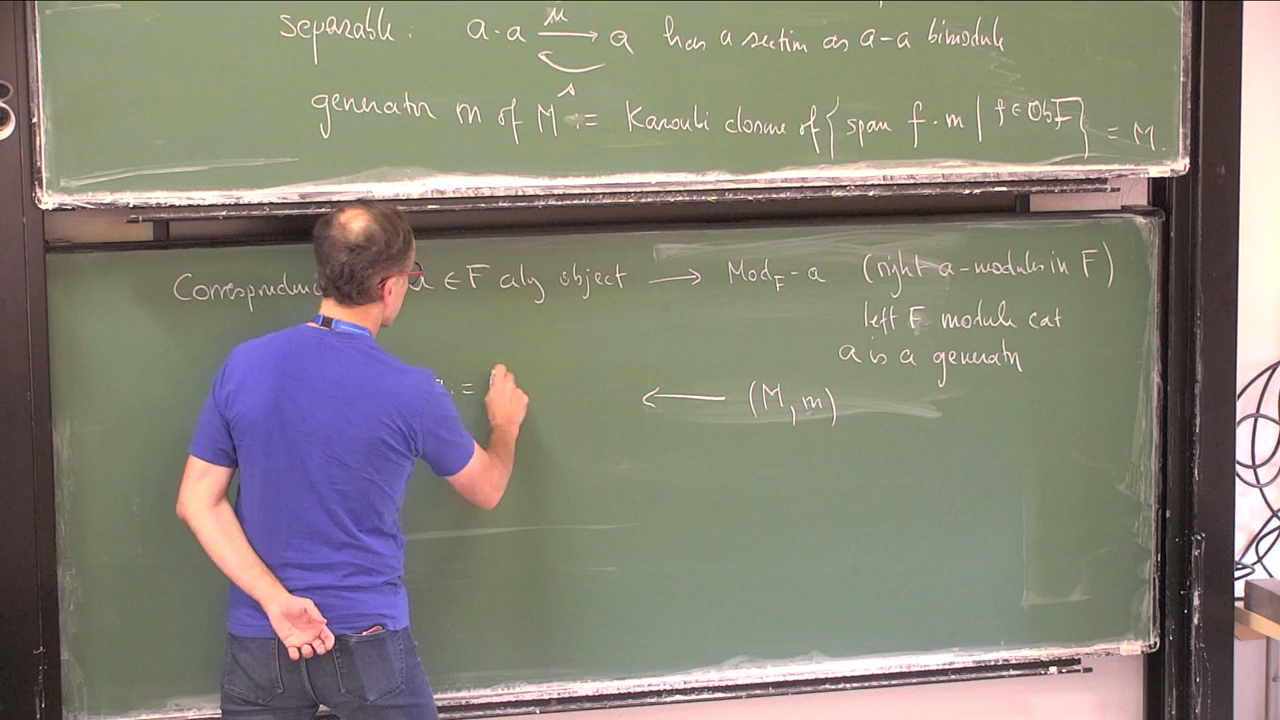 separable: a·a →μ a has a section as a-a bimodule
s
generator m of M := Karoubi closure of { span f·m | f ∈ Ob F } = M
a ∈ F alg object → Mod_F - a (right a-modules in F)
left F module cat
a is a generator
:= ← (M, m)